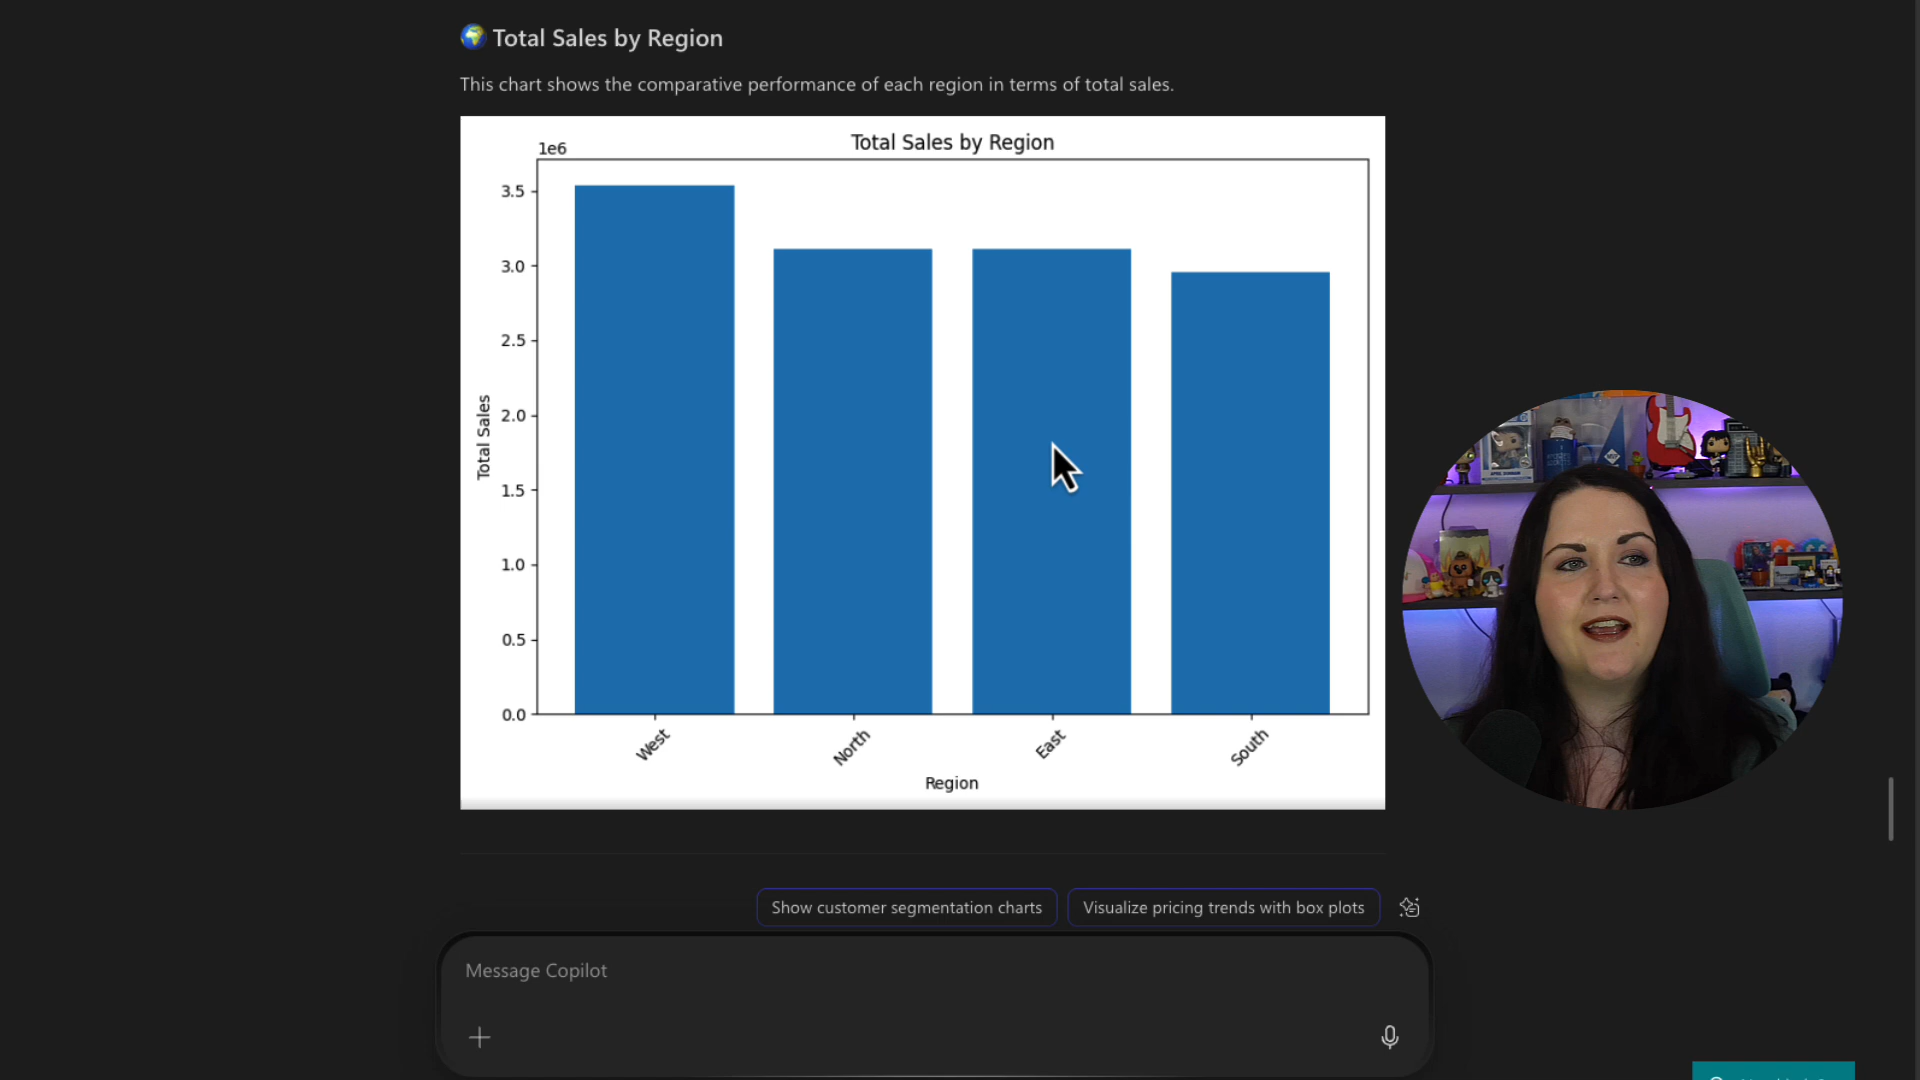 Total Sales by Region
This chart shows the comparative performance of each region in terms of total sales.
Total Sales by Region
1e6
3.5
3.0
2.5
2.0
1.5
1.0
0.5
0.0
Total Sales
West
North
East
South
Region
Show customer segmentation charts
Visualize pricing trends with box plots
Message Copilot